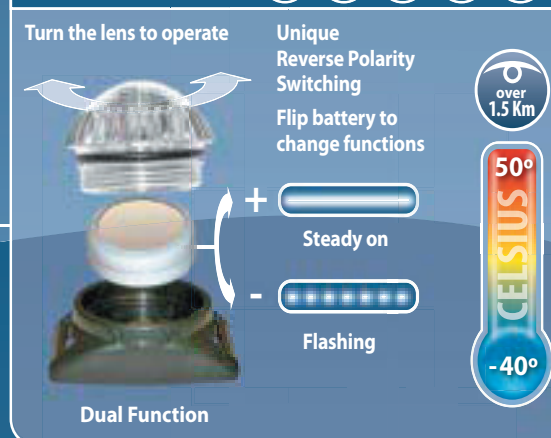 Turn the lens to operate
Unique
Reverse Polarity
Switching
Flip battery to
change functions
over
1.5 Km
+
Steady on
-
Flashing
50º
CELSIUS
-40º
Dual Function